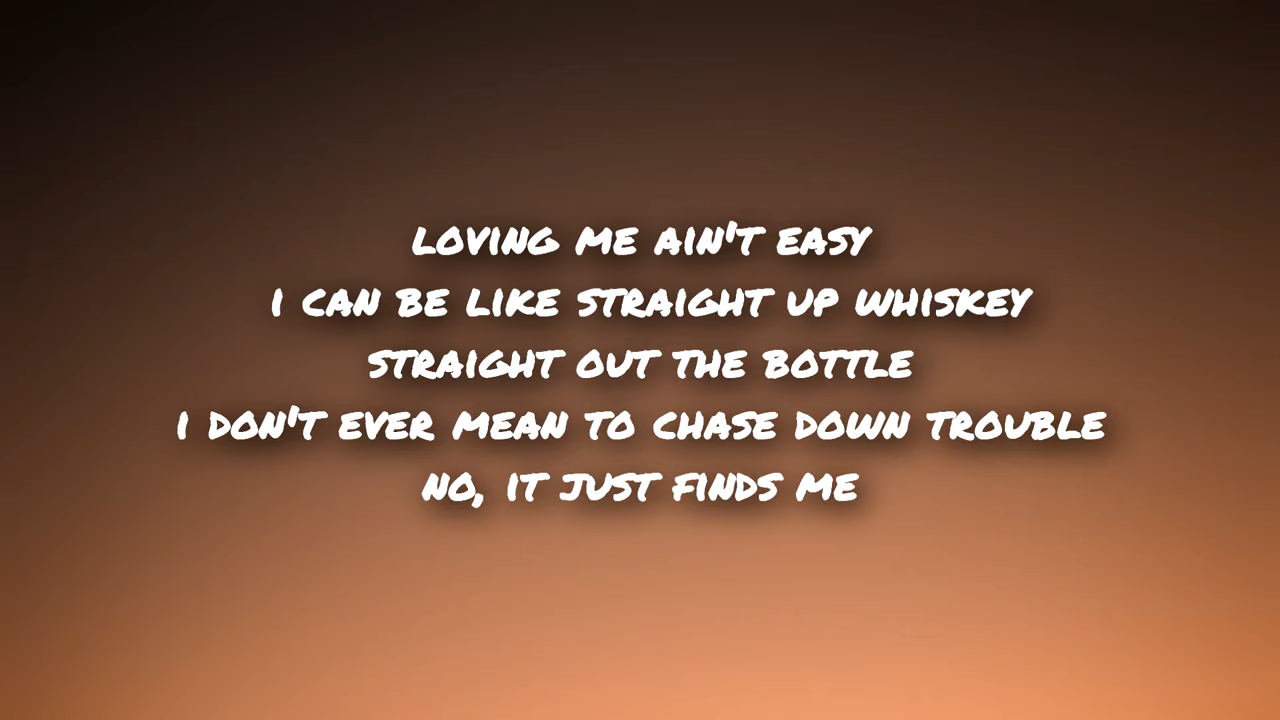 LOVING ME AIN'T EASY
I CAN BE LIKE STRAIGHT UP WHISKEY
STRAIGHT OUT THE BOTTLE
I DON'T EVER MEAN TO CHASE DOWN TROUBLE
NO, IT JUST FINDS ME